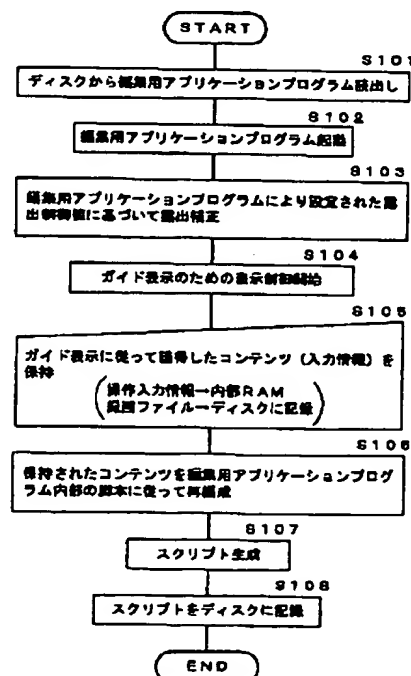 START
S101
ディスクから編集用アプリケーションプログラム読出し
S102
編集用アプリケーションプログラム起動
S103
編集用アプリケーションプログラムにより設定された露
出制御値に基づいて露出補正
S104
ガイド表示のための表示制御開始
S105
ガイド表示に従って獲得したコンテンツ（入力情報）を
保持
操作入力情報→内部RAM
録画ファイル→ディスクに記録
S106
保持されたコンテンツを編集用アプリケーションプログ
ラム内部の脚本に従って再編成
S107
スクリプト生成
S108
スクリプトをディスクに記録
END